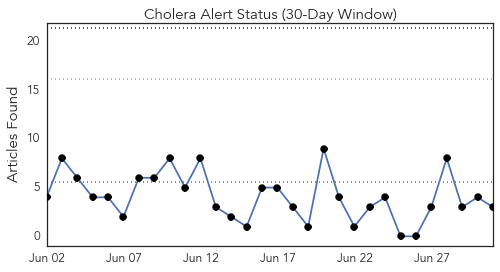 Cholera Alert Status (30-Day Window)
Articles Found
20
15
10
5
0
Jun 02 Jun 07 Jun 12 Jun 17 Jun 22 Jun 27